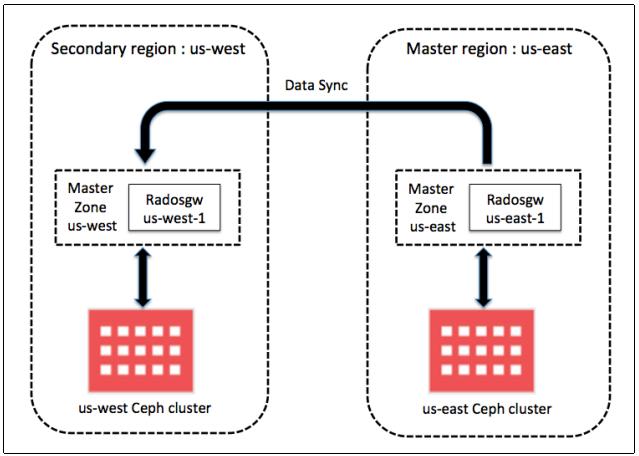 Secondary region : us-west
Master region : us-east
Data Sync
Master
Zone
us-west
Radosgw
us-west-1
Master
Zone
us-east
Radosgw
us-east-1
us-west Ceph cluster
us-east Ceph cluster